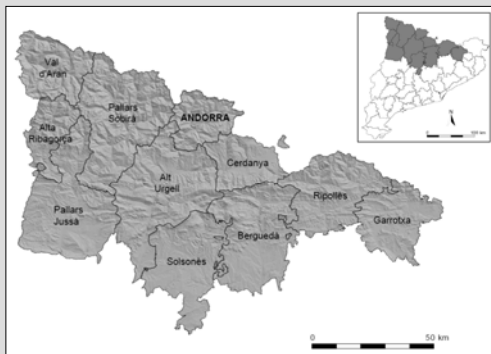 Val
d'Aran
Alta
Ribagorça
Pallars
Sobirà
ANDORRA
Cerdanya
Alt
Urgell
Pallars
Jussà
Ripollès
Garrotxa
Berguedà
Solsonès
N
0 50 km